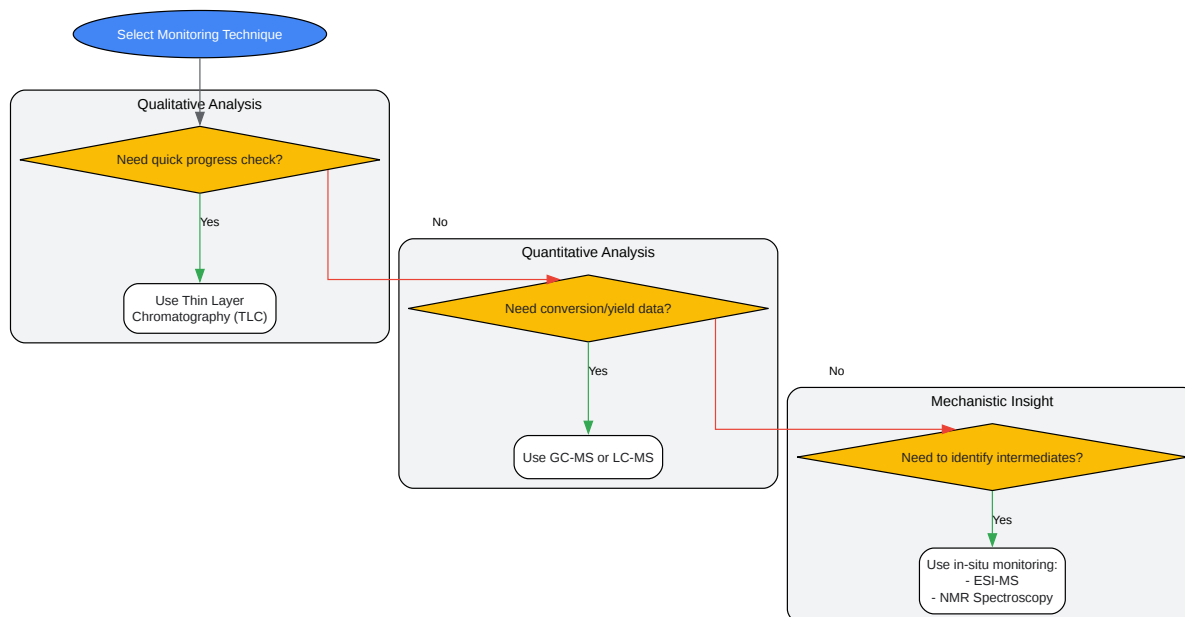 Select Monitoring Technique
Qualitative Analysis
Need quick progress check?
Yes
No
Use Thin Layer
Chromatography (TLC)
Quantitative Analysis
Need conversion/yield data?
Yes
No
Use GC-MS or LC-MS
Mechanistic Insight
Need to identify intermediates?
Yes
Use in-situ monitoring:
- ESI-MS
- NMR Spectroscopy